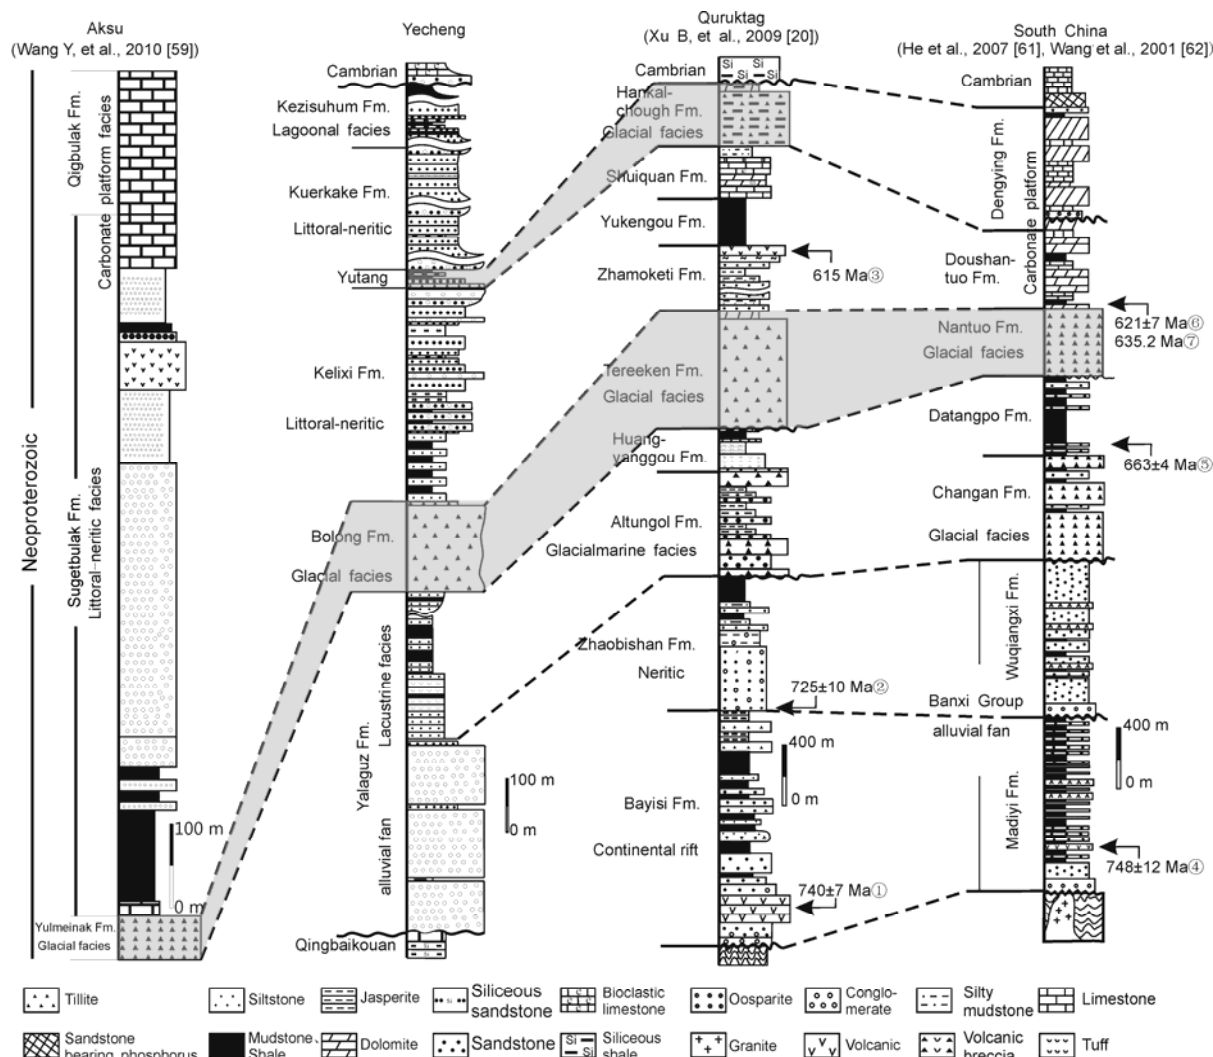 Aksu
(Wang Y, et al., 2010 [59])
Yecheng
Quruktag
(Xu B, et al., 2009 [20])
South China
(He et al., 2007 [61], Wang et al., 2001 [62])
Neoproterozoic
Qigbulak Fm.
Carbonate platform facies
Sugetbulak Fm.
Littoral-neritic facies
100 m
0 m
Yulmeinak Fm.
Glacial facies
Cambrian
Kezisuhum Fm.
Lagoonal facies
Kuerkake Fm.
Littoral-neritic
Yutang
Kelixi Fm.
Littoral-neritic
Bolong Fm.
Glacial facies
Yalaguz Fm.
Lacustrine facies
alluvial fan
100 m
0 m
Qingbaikouan
Si
Cambrian
Si Si
Si Si
Hankal-
chough Fm.
Glacial facies
Shuiquan Fm.
Yukengou Fm.
615 Ma③
Zhamoketi Fm.
Tereeken Fm.
Glacial facies
Huang-
yanggou Fm.
Altungol Fm.
Glacialmarine facies
Zhaobishan Fm.
Neritic
725±10 Ma②
400 m
0 m
Bayisi Fm.
Continental rift
740±7 Ma①
Cambrian
Dengying Fm.
Carbonate platform
Doushan-
tuo Fm.
621±7 Ma⑥
635.2 Ma⑦
Nantuo Fm.
Glacial facies
Datangpo Fm.
663±4 Ma⑤
Changan Fm.
Glacial facies
Wuqiangxi Fm.
Banxi Group
alluvial fan
400 m
0 m
Madiyi Fm.
748±12 Ma④
Tillite
Siltstone
Jasperite
Si
Siliceous
sandstone
Bioclastic
limestone
Oosparite
Conglo-
merate
Silty
mudstone
Limestone
Sandstone
bearing phosphorus
Mudstone、
Shale
Dolomite
Sandstone
Si
Si
Siliceous
shale
Granite
Volcanic
Volcanic
breccia
Tuff